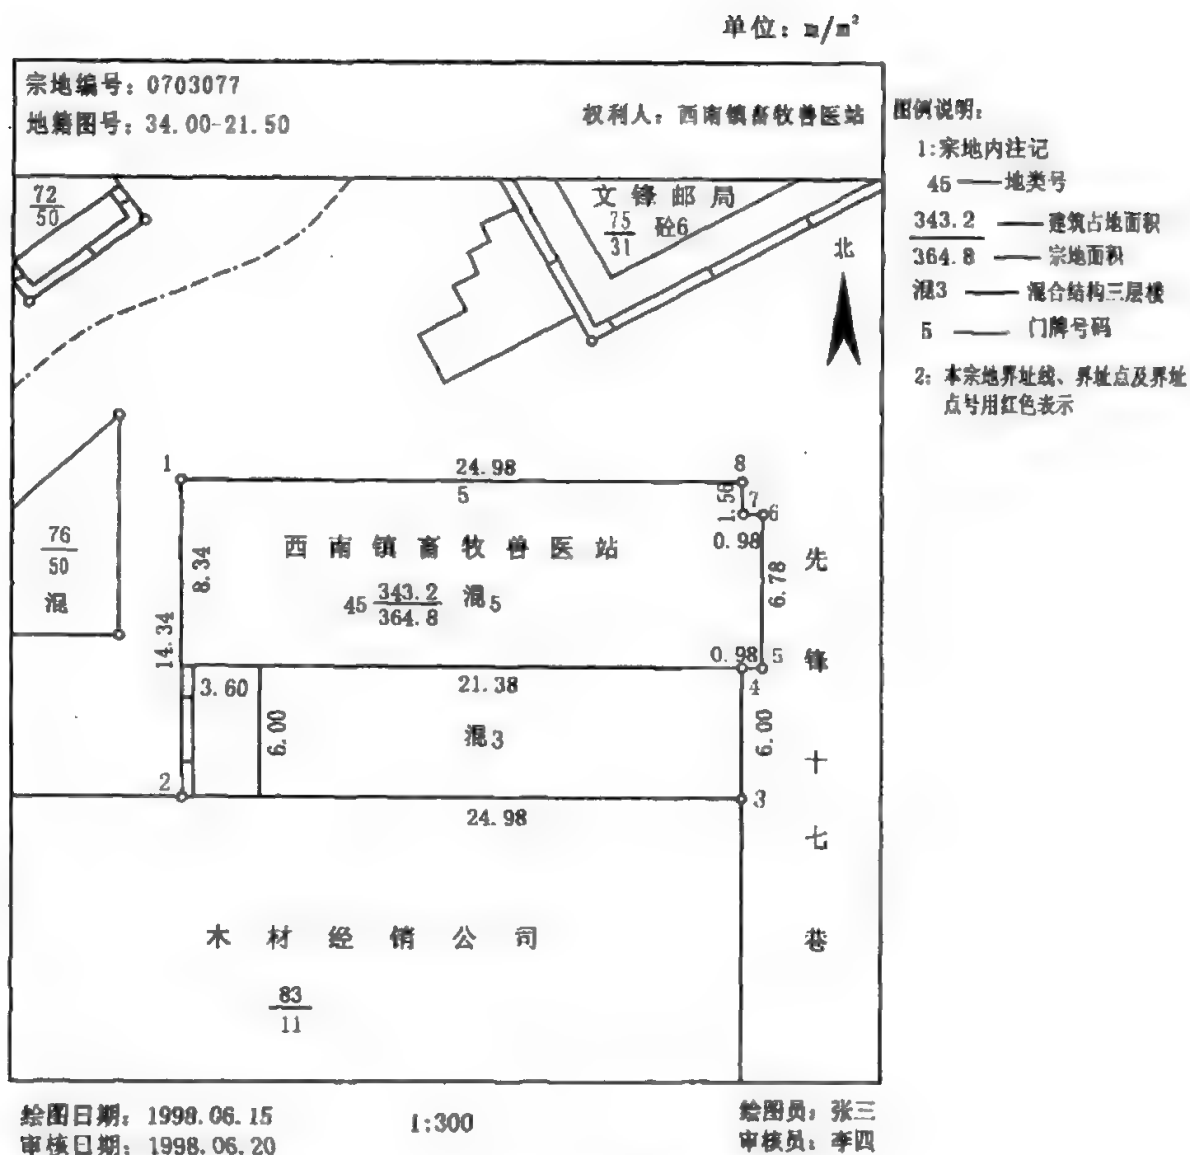 单位：m/m²
宗地编号：0703077
地籍图号：34.00-21.50
权利人：西南镇畜牧兽医站
图例说明：
1:宗地内注记
45 —— 地类号
343.2 —— 建筑占地面积
364.8 —— 宗地面积
混3 —— 混合结构三层楼
5 —— 门牌号码
2：本宗地界址线、界址点及界址
点号用红色表示
72
50
文锋邮局
75
31
砼6
北
1
24.98
8
5
1.56
7
6
0.98
76
50
混
8.34
14.34
西南镇畜牧兽医站
45
343.2
364.8
混5
6.78
0.98
5
4
3.60
21.38
6.00
混3
6.00
2
3
24.98
先锋十七巷
木材经销公司
83
11
绘图日期：1998.06.15
审核日期：1998.06.20
1:300
绘图员：张三
审核员：李四